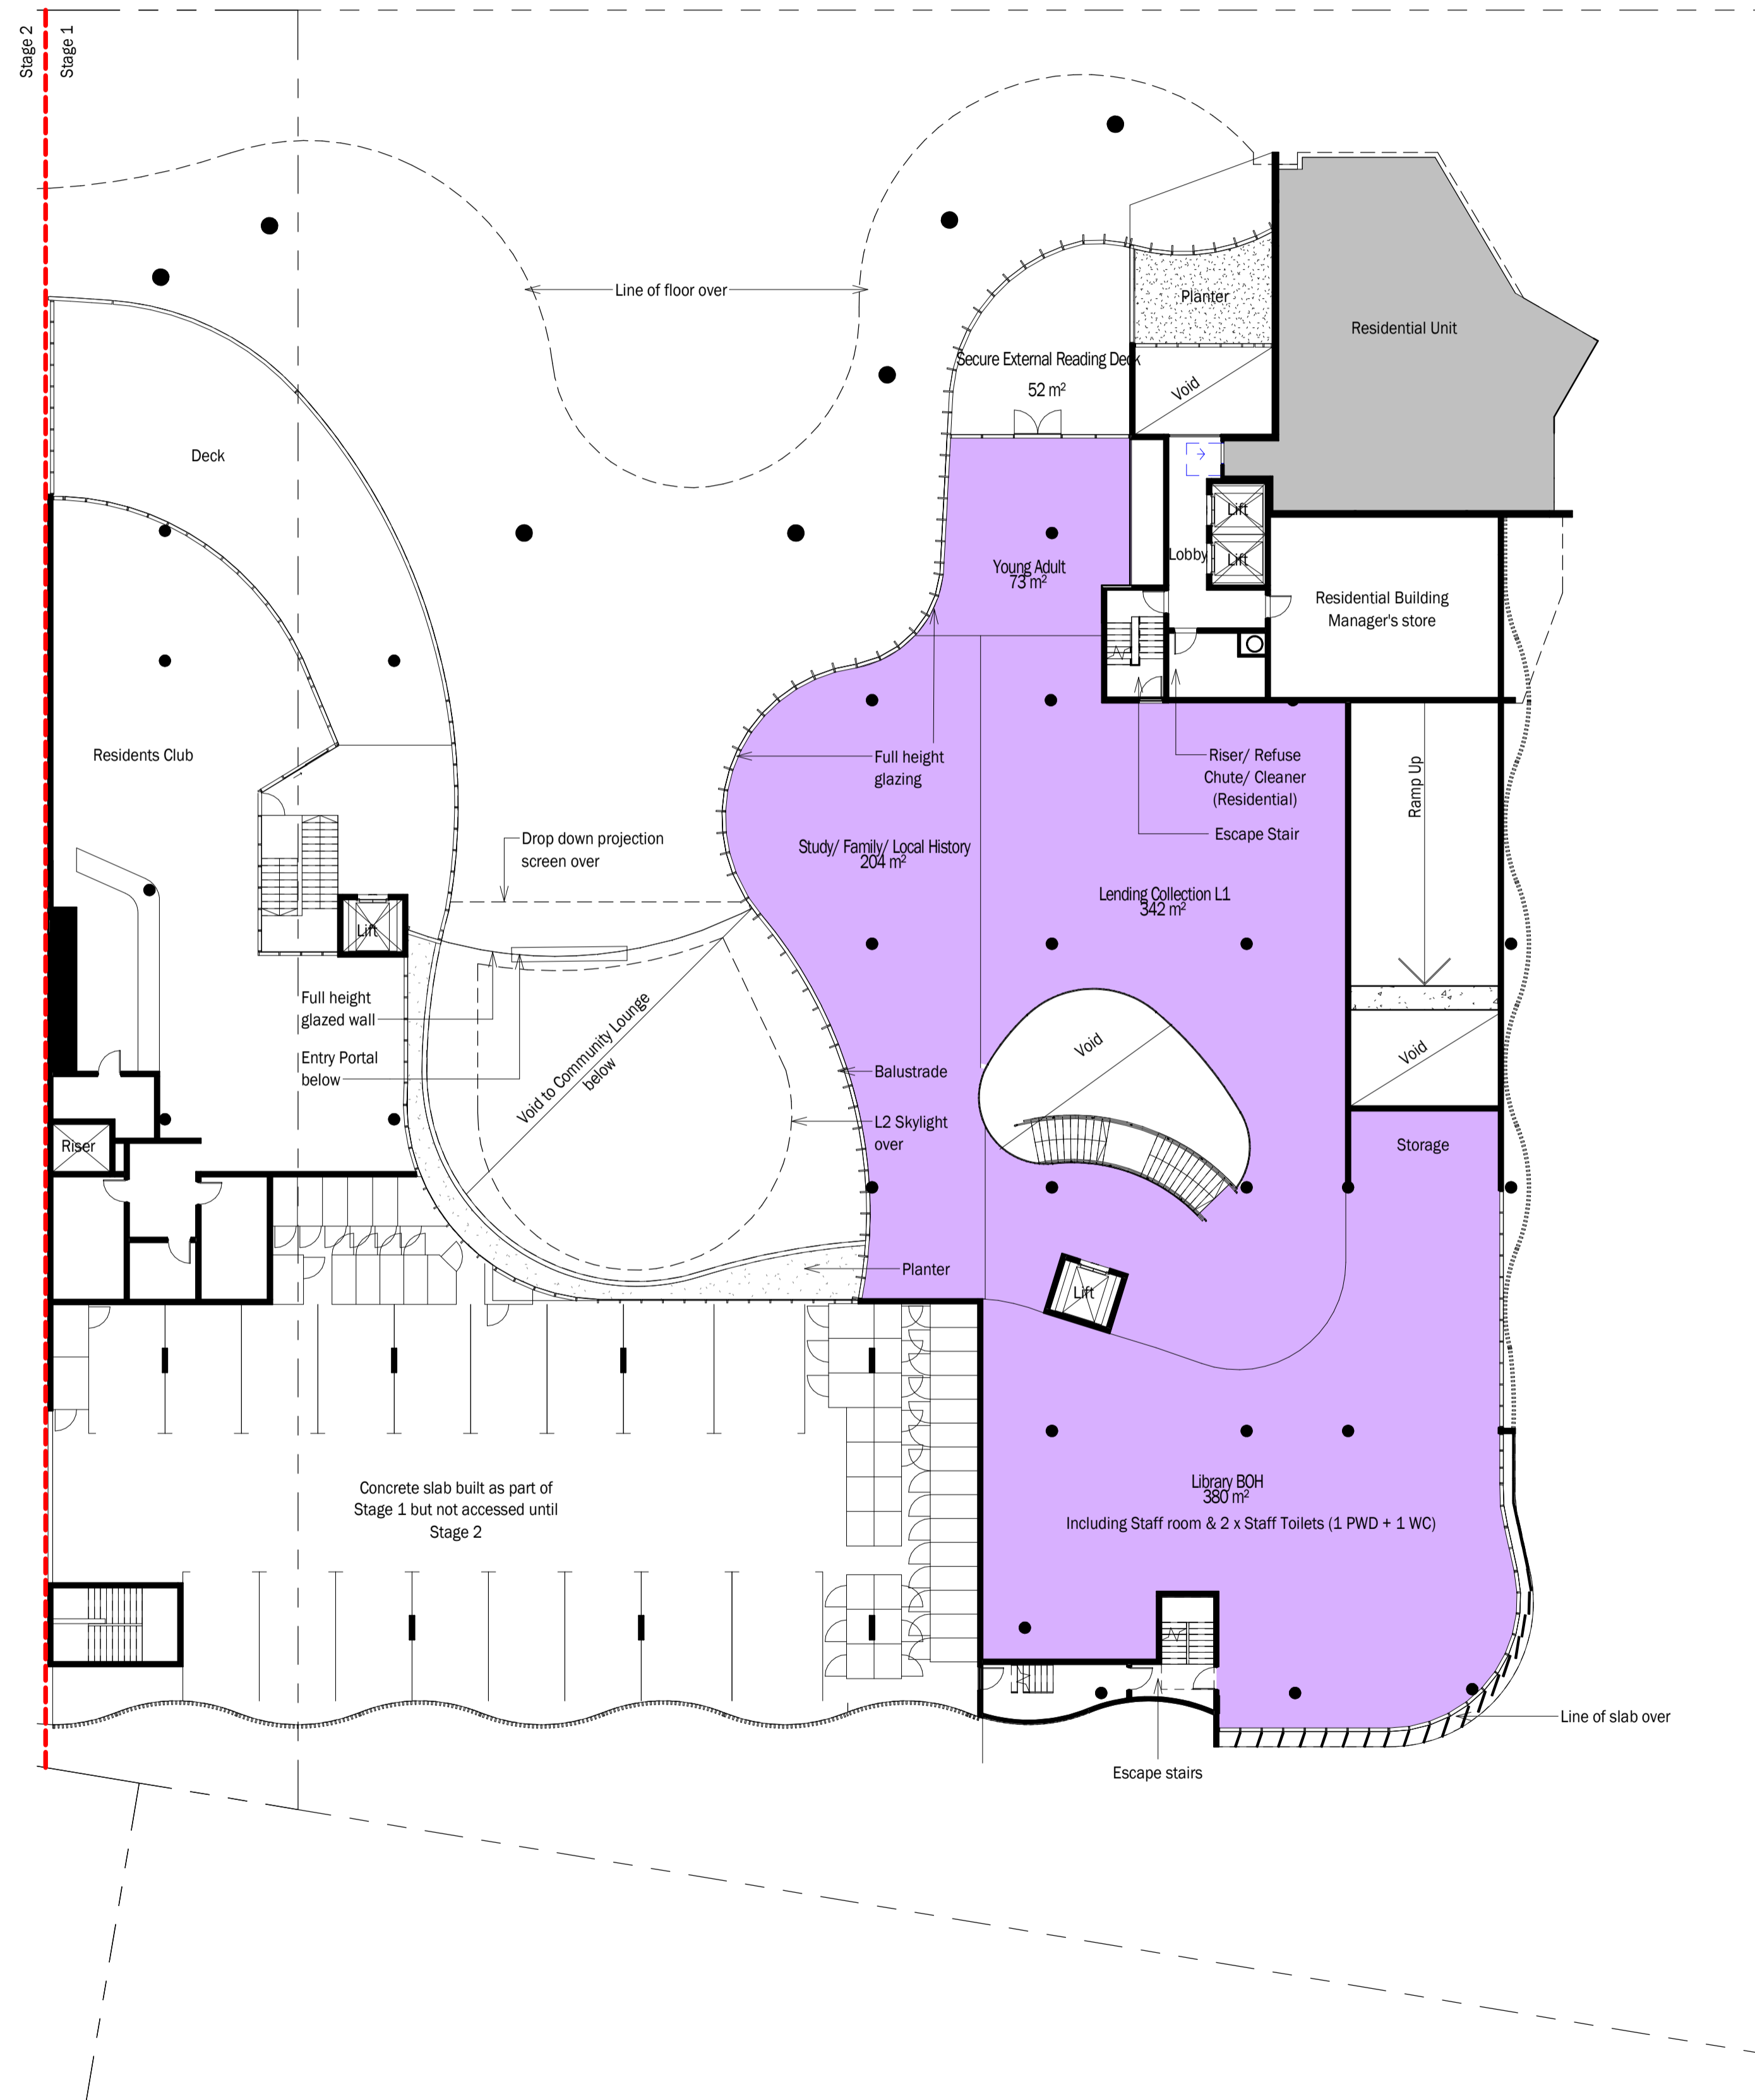 Stage 2
Stage 1
Line of floor over
Planter
Residential Unit
Secure External Reading Deck
52 m²
Void
Deck
Lift
Lobby
Lift
Young Adult
73 m²
Residential Building
Manager's store
Residents Club
Full height
glazing
Riser/ Refuse
Chute/ Cleaner
(Residential)
Ramp Up
Escape Stair
Drop down projection
screen over
Study/ Family/ Local History
204 m²
Lending Collection L1
342 m²
Lift
Full height
glazed wall
Entry Portal
below
Void to Community Lounge
below
Void
Void
Balustrade
L2 Skylight
over
Riser
Storage
Planter
Lift
Concrete slab built as part of
Stage 1 but not accessed until
Stage 2
Library BOH
380 m²
Including Staff room & 2 x Staff Toilets (1 PWD + 1 WC)
Line of slab over
Escape stairs